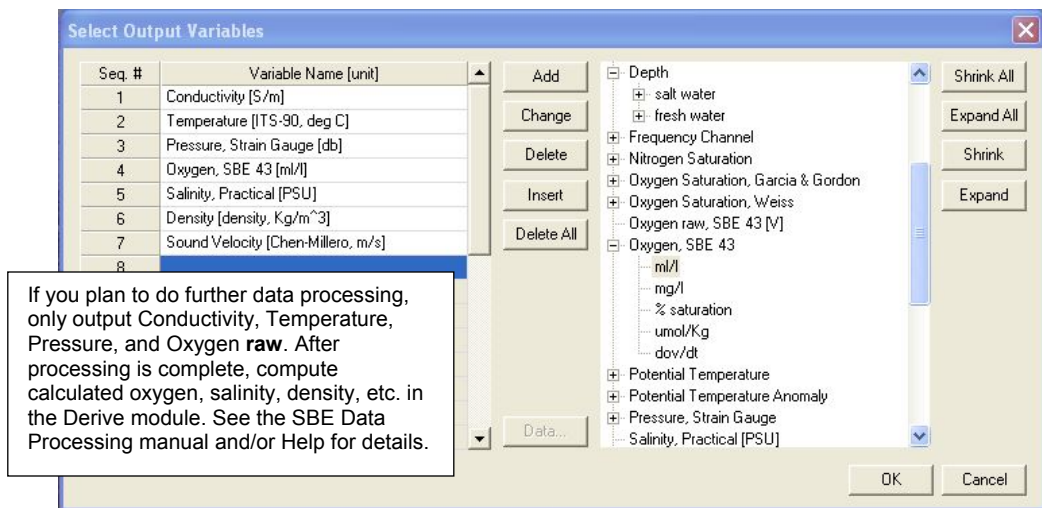 Select Output Variables
Seq. # Variable Name [unit]
1 Conductivity [S/m]
2 Temperature [ITS-90, deg C]
3 Pressure, Strain Gauge [db]
4 Oxygen, SBE 43 [ml/l]
5 Salinity, Practical [PSU]
6 Density [density, Kg/m^3]
7 Sound Velocity [Chen-Millero, m/s]
8
If you plan to do further data processing,
only output Conductivity, Temperature,
Pressure, and Oxygen raw. After
processing is complete, compute
calculated oxygen, salinity, density, etc. in
the Derive module. See the SBE Data
Processing manual and/or Help for details.
Add
Change
Delete
Insert
Delete All
Data...
Depth
salt water
fresh water
Frequency Channel
Nitrogen Saturation
Oxygen Saturation, Garcia & Gordon
Oxygen Saturation, Weiss
Oxygen raw, SBE 43 [V]
Oxygen, SBE 43
ml/l
mg/l
% saturation
umol/Kg
dov/dt
Potential Temperature
Potential Temperature Anomaly
Pressure, Strain Gauge
Salinity, Practical [PSU]
Shrink All
Expand All
Shrink
Expand
OK
Cancel